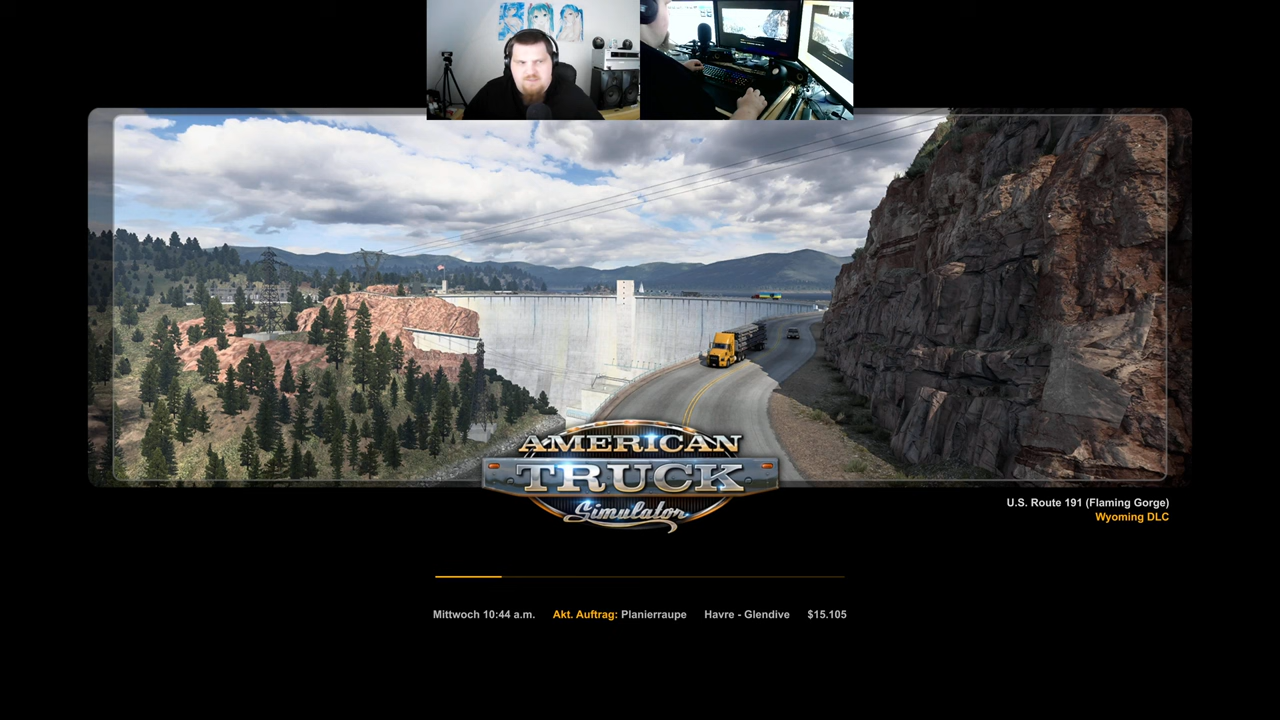 AMERICAN
TRUCK
Simulator
U.S. Route 191 (Flaming Gorge)
Wyoming DLC
Mittwoch 10:44 a.m. Akt. Auftrag: Planierraupe Havre - Glendive $15.105